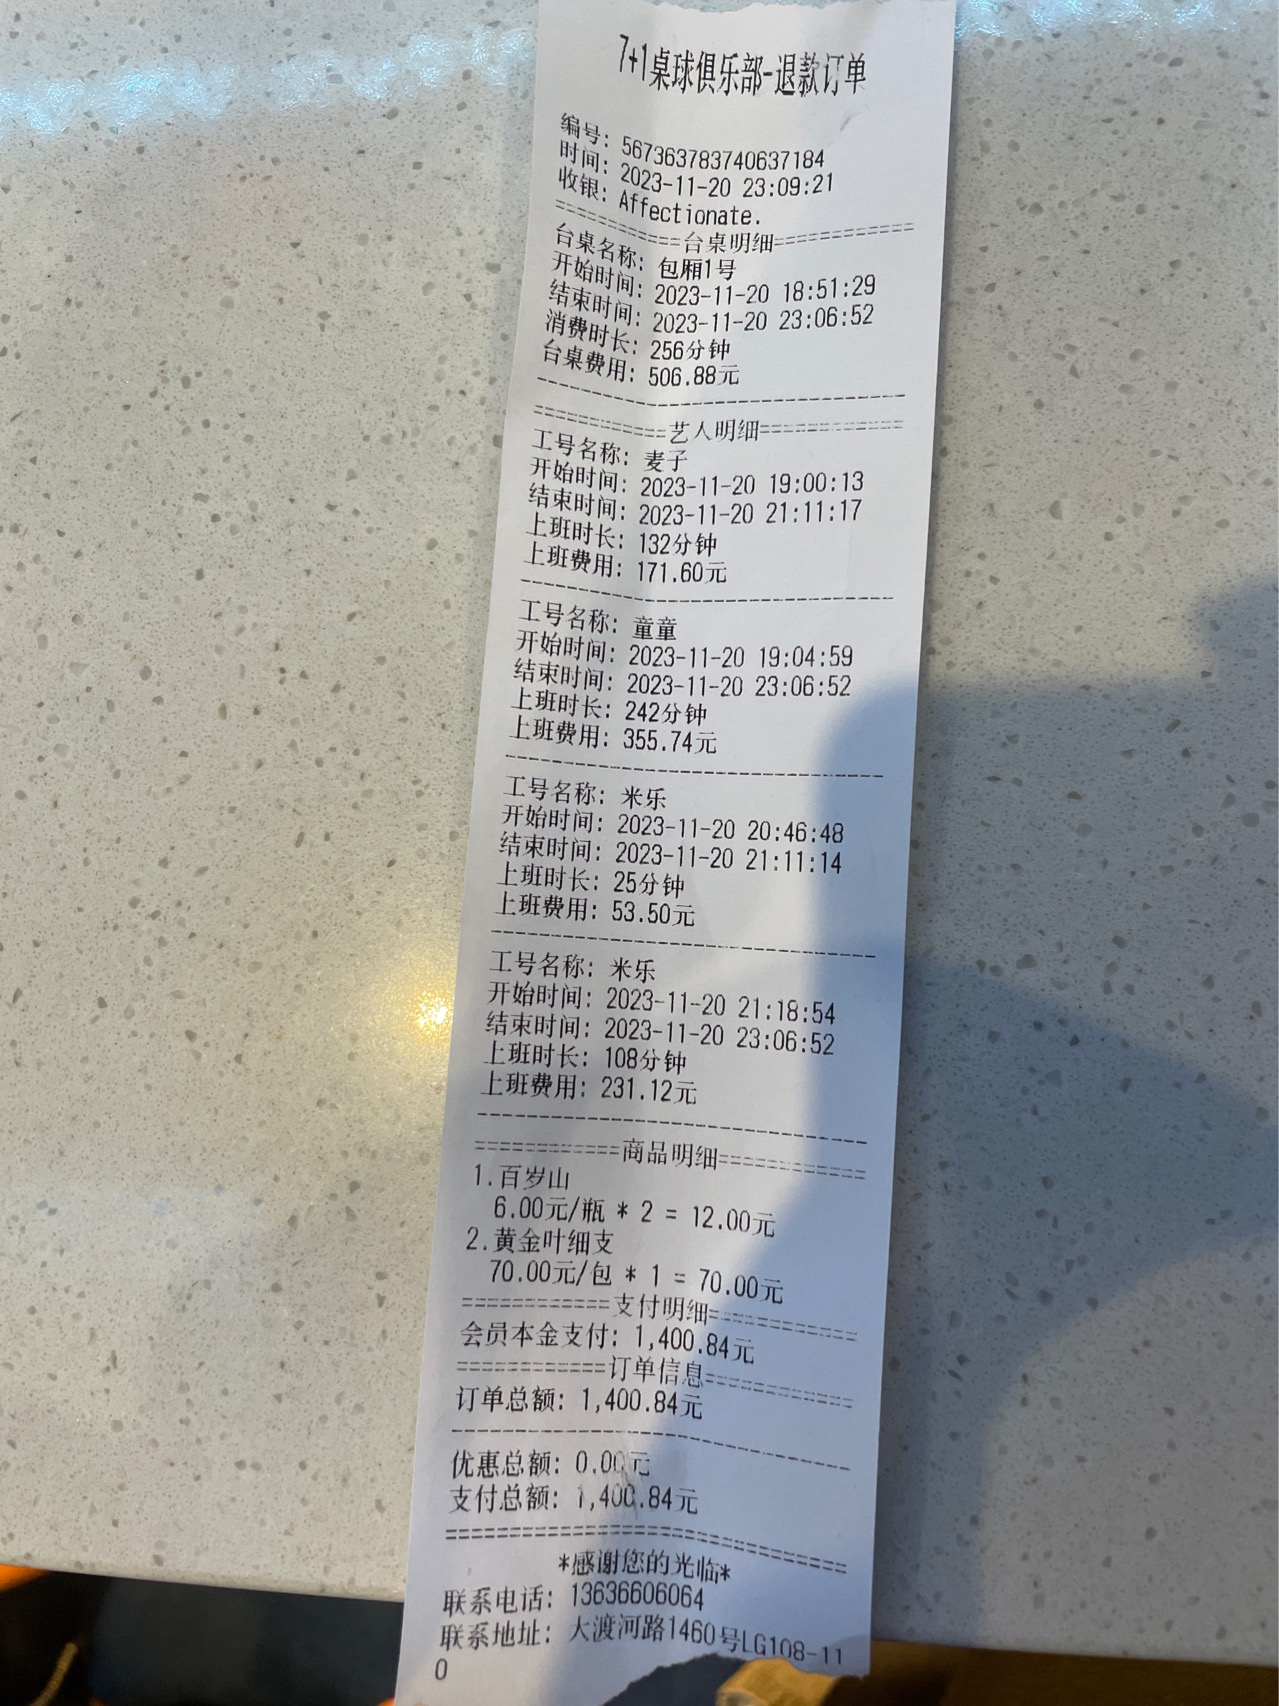 7+1桌球俱乐部-退款订单
编号: 567363783740637184
时间: 2023-11-20 23:09:21
收银: Affectionate.
==========台桌明细============
台桌名称: 包厢1号
开始时间: 2023-11-20 18:51:29
结束时间: 2023-11-20 23:06:52
消费时长: 256分钟
台桌费用: 506.88元
--------------------------------
===========艺人明细============
工号名称: 麦子
开始时间: 2023-11-20 19:00:13
结束时间: 2023-11-20 21:11:17
上班时长: 132分钟
上班费用: 171.60元
--------------------------------
工号名称: 童童
开始时间: 2023-11-20 19:04:59
结束时间: 2023-11-20 23:06:52
上班时长: 242分钟
上班费用: 355.74元
--------------------------------
工号名称: 米乐
开始时间: 2023-11-20 20:46:48
结束时间: 2023-11-20 21:11:14
上班时长: 25分钟
上班费用: 53.50元
--------------------------------
工号名称: 米乐
开始时间: 2023-11-20 21:18:54
结束时间: 2023-11-20 23:06:52
上班时长: 108分钟
上班费用: 231.12元
--------------------------------
============商品明细============
1.百岁山
6.00元/瓶 * 2 = 12.00元
2.黄金叶细支
70.00元/包 * 1 = 70.00元
============支付明细============
会员本金支付: 1,400.84元
============订单信息============
订单总额: 1,400.84元
--------------------------------
优惠总额: 0.00元
支付总额: 1,400.84元
================================
*感谢您的光临*
联系电话: 13636606064
联系地址: 大渡河路1460号LG108-11
0